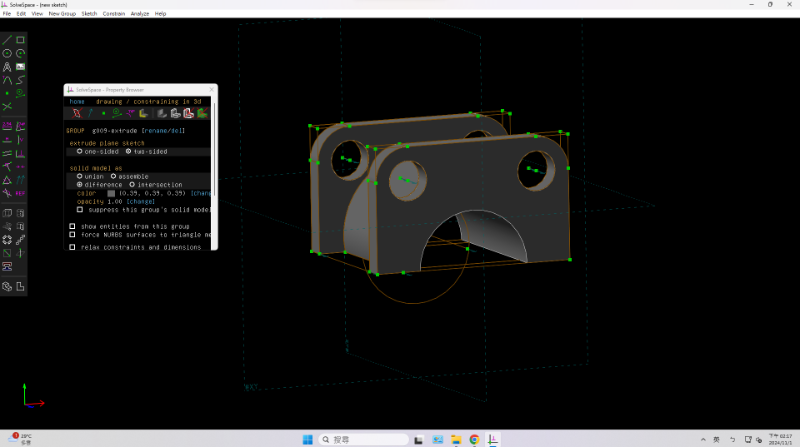 SolveSpace - [new sketch]
File Edit View New Group Sketch Constrain Analyze Help
SolveSpace - Property Browser
home drawing / constraining in 3d
GROUP g009-extrude [rename/del]
extrude plane sketch
one-sided two-sided
solid model as
union assemble
difference intersection
color (0.39, 0.39, 0.39) [chang
opacity 1.00 [change]
suppress this group's solid model
show entities from this group
force NURBS surfaces to triangle me
relax constraints and dimensions
REF
20°C
搜尋
英
下午 02:17
2024/11/1